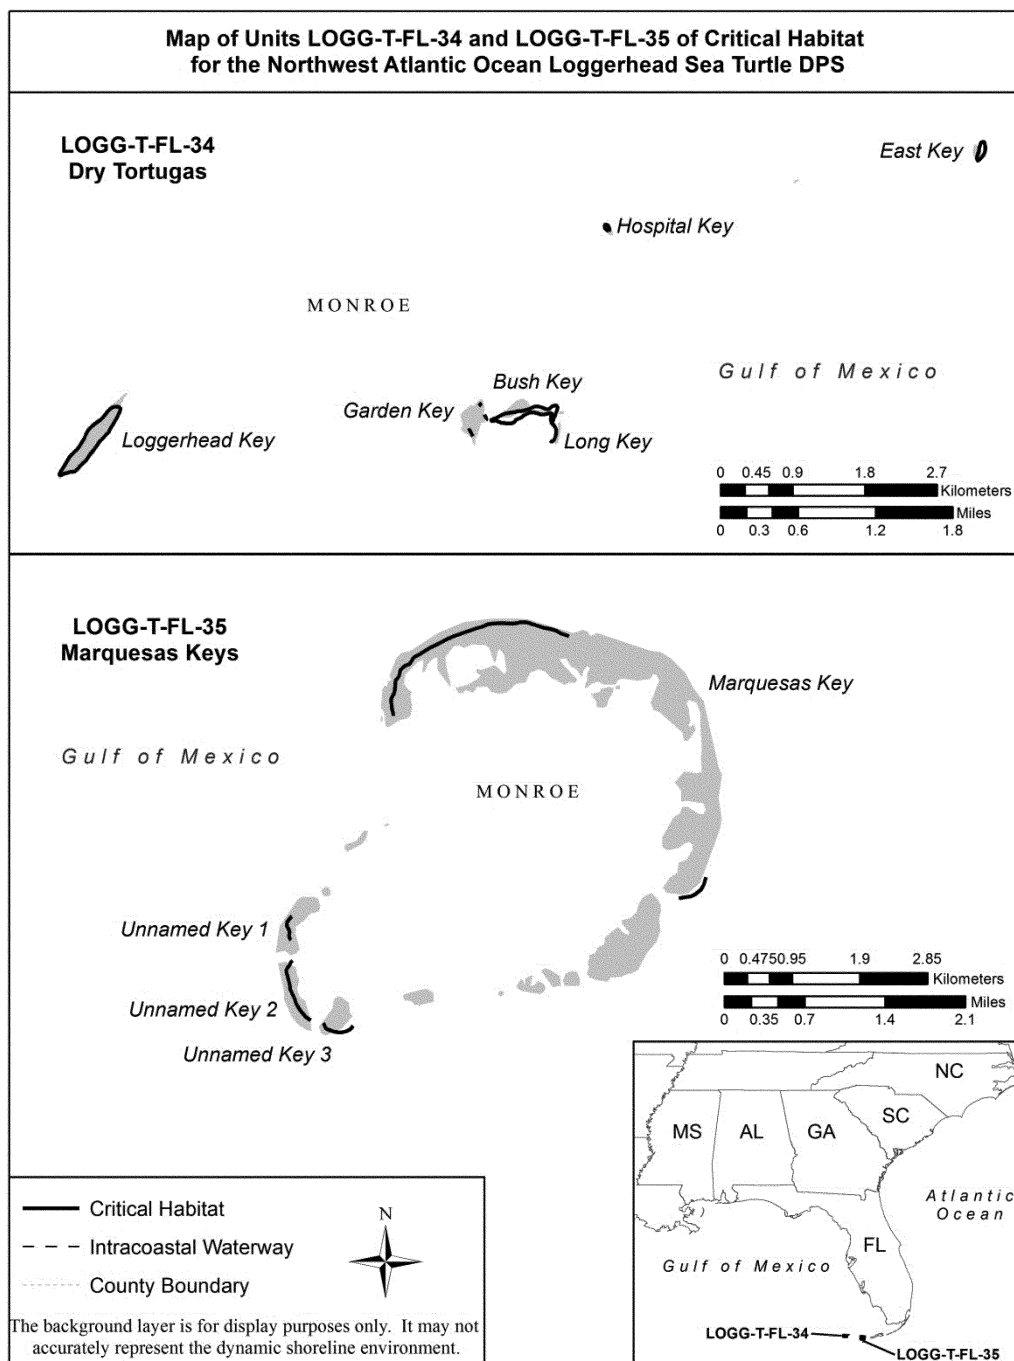 Map of Units LOGG-T-FL-34 and LOGG-T-FL-35 of Critical Habitat
for the Northwest Atlantic Ocean Loggerhead Sea Turtle DPS
LOGG-T-FL-34
Dry Tortugas
East Key
Hospital Key
MONROE
Gulf of Mexico
Bush Key
Garden Key
Loggerhead Key
Long Key
0 0.45 0.9 1.8 2.7
Kilometers
Miles
0 0.3 0.6 1.2 1.8
LOGG-T-FL-35
Marquesas Keys
Marquesas Key
Gulf of Mexico
MONROE
Unnamed Key 1
Unnamed Key 2
Unnamed Key 3
0 0.475 0.95 1.9 2.85
Kilometers
Miles
0 0.35 0.7 1.4 2.1
NC
SC
MS AL GA
Atlantic
Ocean
FL
Gulf of Mexico
LOGG-T-FL-34
LOGG-T-FL-35
Critical Habitat
Intracoastal Waterway
County Boundary
N
The background layer is for display purposes only. It may not
accurately represent the dynamic shoreline environment.